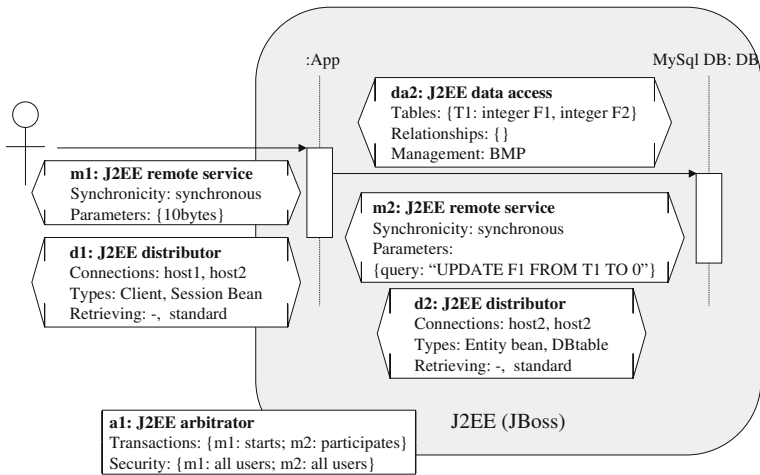 :App
MySql DB: DB
da2: J2EE data access
Tables: {T1: integer F1, integer F2}
Relationships: {}
Management: BMP
m1: J2EE remote service
Synchronicity: synchronous
Parameters: {10bytes}
m2: J2EE remote service
Synchronicity: synchronous
Parameters:
{query: “UPDATE F1 FROM T1 TO 0”}
d1: J2EE distributor
Connections: host1, host2
Types: Client, Session Bean
Retrieving: -, standard
d2: J2EE distributor
Connections: host2, host2
Types: Entity bean, DBtable
Retrieving: -, standard
a1: J2EE arbitrator
Transactions: {m1: starts; m2: participates}
Security: {m1: all users; m2: all users}
J2EE (JBoss)